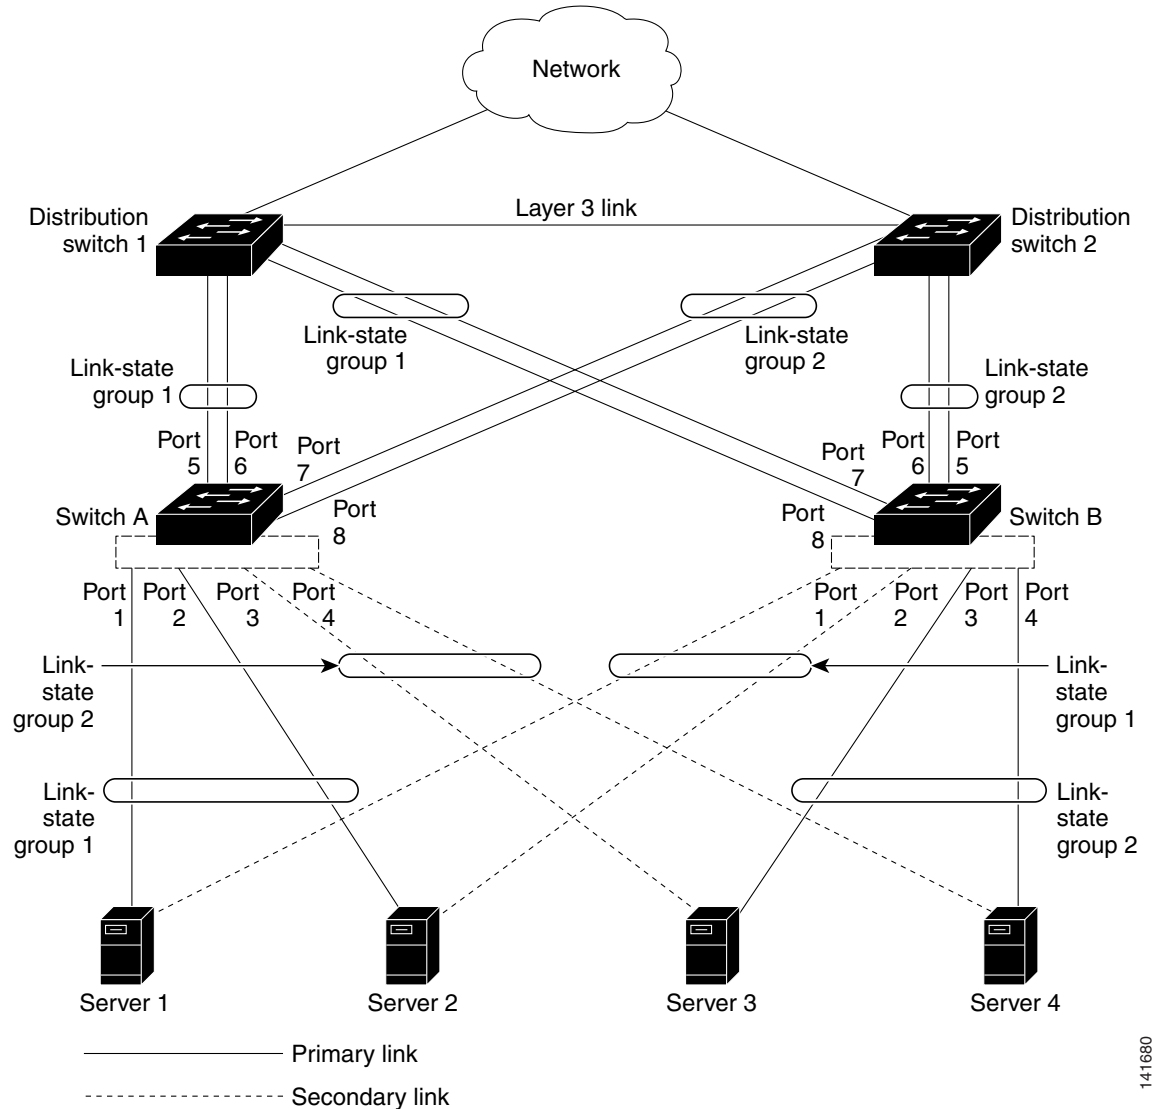 Network
Layer 3 link
Distribution
switch 1
Distribution
switch 2
Link-state
group 1
Link-state
group 2
Link-state
group 1
Link-state
group 2
Port
5
Port
6
Port
7
Port
8
Port
7
Port
6
Port
5
Port
8
Switch A
Switch B
Port
1
Port
2
Port
3
Port
4
Port
1
Port
2
Port
3
Port
4
Link-
state
group 2
Link-
state
group 1
Link-
state
group 1
Link-
state
group 2
Server 1
Server 2
Server 3
Server 4
Primary link
Secondary link
141680